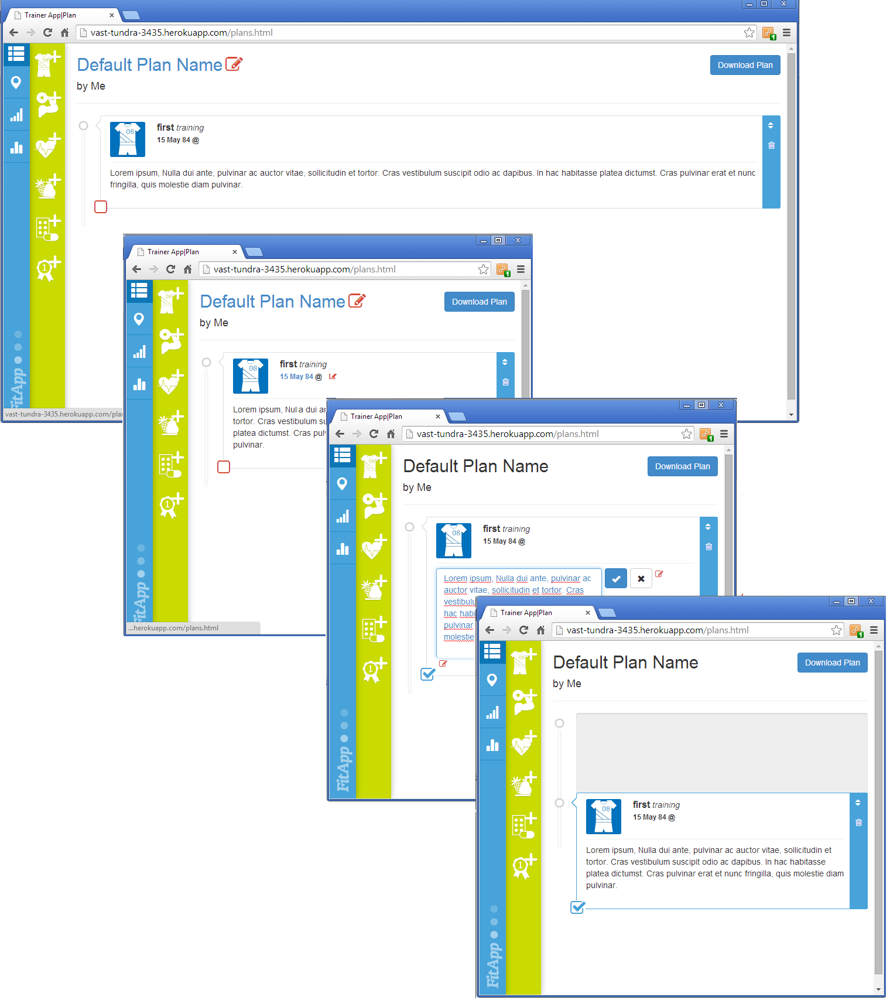 Trainer App|Plan
vast-tundra-3435.herokuapp.com/plans.html
Default Plan Name
Download Plan
by Me
08
first training
15 May 84 @
Lorem ipsum, Nulla dui ante, pulvinar ac auctor vitae, sollicitudin et tortor. Cras vestibulum suscipit odio ac dapibus. In hac habitasse platea dictumst. Cras pulvinar erat et nunc
fringilla, quis molestie diam pulvinar.
1
FitApp
vast-tundra-3435.herokuapp.com/pla
Trainer App|Plan
vast-tundra-3435.herokuapp.com/plans.html
Default Plan Name
Download Plan
by Me
08
first training
15 May 84 @
Lorem ipsum, Nulla dui an
tortor. Cras vestibulum su
platea dictumst. Cras pul
pulvinar.
1
FitApp
...herokuapp.com/plans.html
Trainer App|Plan
vast-tundra-3435.herokuapp.com/plans.html
Default Plan Name
Download Plan
by Me
08
first training
15 May 84 @
Lorem ipsum, Nulla dui ante, pulvinar ac
auctor vitae, sollicitudin et tortor. Cras
vestibulu
hac habi
pulvinar
molestie
1
FitApp
Trainer App|Plan
vast-tundra-3435.herokuapp.com/plans.html
Default Plan Name
Download Plan
by Me
08
first training
15 May 84 @
Lorem ipsum, Nulla dui ante, pulvinar ac auctor vitae, sollicitudin et
tortor. Cras vestibulum suscipit odio ac dapibus. In hac habitasse
platea dictumst. Cras pulvinar erat et nunc fringilla, quis molestie diam
pulvinar.
1
FitApp